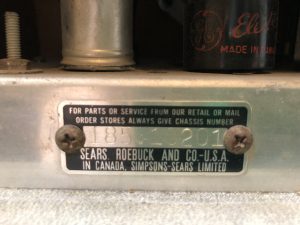 MADE IN
FOR PARTS OR SERVICE FROM OUR RETAIL OR MAIL
ORDER STORES ALWAYS GIVE CHASSIS NUMBER
SEARS, ROEBUCK AND CO.-U.S.A.
IN CANADA, SIMPSONS-SEARS LIMITED